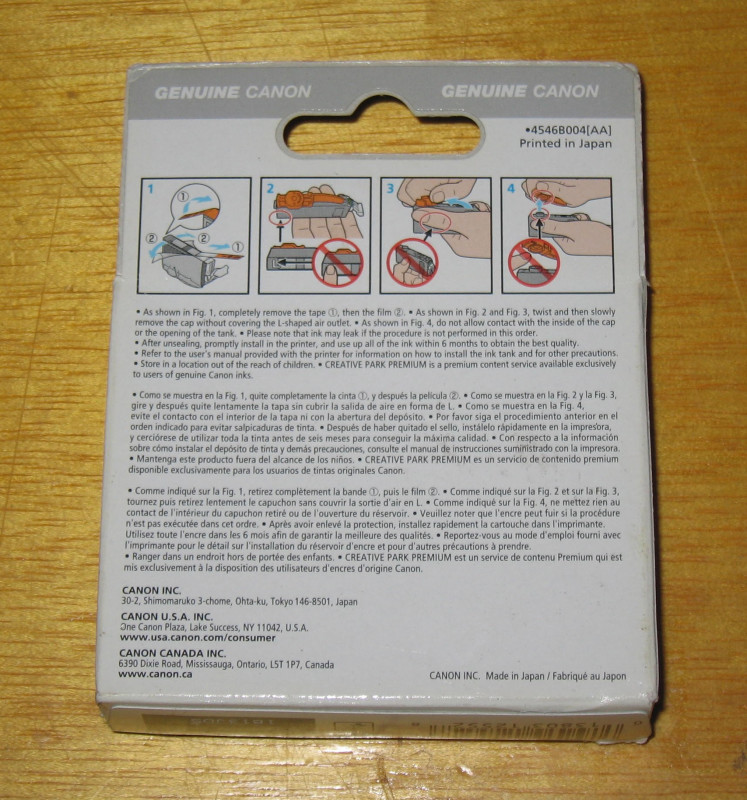 GENUINE CANON GENUINE CANON
•4546B004[AA]
Printed in Japan
1 2 3 4
① ② ② ①
• As shown in Fig. 1, completely remove the tape ①, then the film ②. • As shown in Fig. 2 and Fig. 3, twist and then slowly
remove the cap without covering the L-shaped air outlet. • As shown in Fig. 4, do not allow contact with the inside of the cap
or the opening of the tank. • Please note that ink may leak if the procedure is not performed in this order.
• After unsealing, promptly install in the printer, and use up all of the ink within 6 months to obtain the best quality.
• Refer to the user's manual provided with the printer for information on how to install the ink tank and for other precautions.
• Store in a location out of the reach of children. • CREATIVE PARK PREMIUM is a premium content service available exclusively
to users of genuine Canon inks.
• Como se muestra en la Fig. 1, quite completamente la cinta ①, y después la película ②. • Como se muestra en la Fig. 2 y la Fig. 3,
gire y después quite lentamente la tapa sin cubrir la salida de aire en forma de L. • Como se muestra en la Fig. 4,
evite el contacto con el interior de la tapa ni con la abertura del depósito. • Por favor siga el procedimiento anterior en el
orden indicado para evitar salpicaduras de tinta. • Después de haber quitado el sello, instálelo rápidamente en la impresora,
y cerciórese de utilizar toda la tinta antes de seis meses para conseguir la máxima calidad. • Con respecto a la información
sobre cómo instalar el depósito de tinta y demás precauciones, consulte el manual de instrucciones suministrado con la impresora.
• Mantenga este producto fuera del alcance de los niños. • CREATIVE PARK PREMIUM es un servicio de contenido premium
disponible exclusivamente para los usuarios de tintas originales Canon.
• Comme indiqué sur la Fig. 1, retirez complètement la bande ①, puis le film ②. • Comme indiqué sur la Fig. 2 et sur la Fig. 3,
tournez puis retirez lentement le capuchon sans couvrir la sortie d'air en L. • Comme indiqué sur la Fig. 4, ne mettez rien au
contact de l'intérieur du capuchon retiré ou de l'ouverture du réservoir. • Veuillez noter que l'encre peut fuir si la procédure
n'est pas exécutée dans cet ordre. • Après avoir enlevé la protection, installez rapidement la cartouche dans l'imprimante.
Utilisez toute l'encre dans les 6 mois afin de garantir la meilleure des qualités. • Reportez-vous au mode d'emploi fourni avec
l'imprimante pour le détail sur l'installation du réservoir d'encre et pour d'autres précautions à prendre.
• Ranger dans un endroit hors de portée des enfants. • CREATIVE PARK PREMIUM est un service de contenu Premium qui est
mis exclusivement à la disposition des utilisateurs d'encres d'origine Canon.
CANON INC.
30-2, Shimomaruko 3-chome, Ohta-ku, Tokyo 146-8501, Japan
CANON U.S.A. INC.
One Canon Plaza, Lake Success, NY 11042, U.S.A.
www.usa.canon.com/consumer
CANON CANADA INC.
6390 Dixie Road, Mississauga, Ontario, L5T 1P7, Canada
www.canon.ca
CANON INC. Made in Japan / Fabriqué au Japon